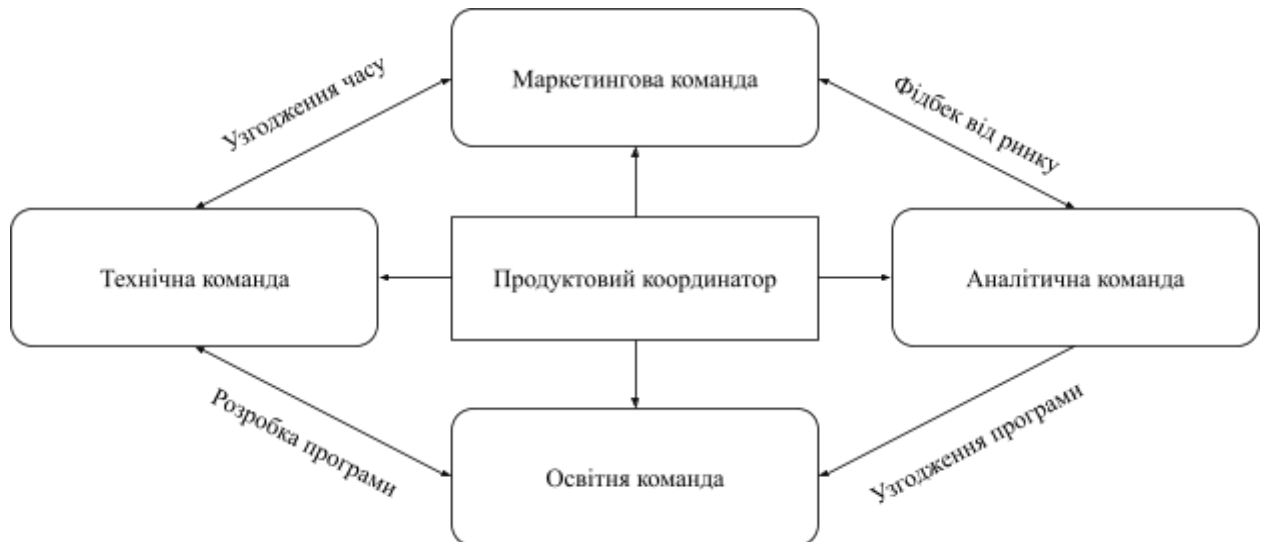 Маркетингова команда
Узгодження часу
Фідбек від ринку
Технічна команда
Продуктовий координатор
Аналітична команда
Розробка програми
Узгодження програми
Освітня команда